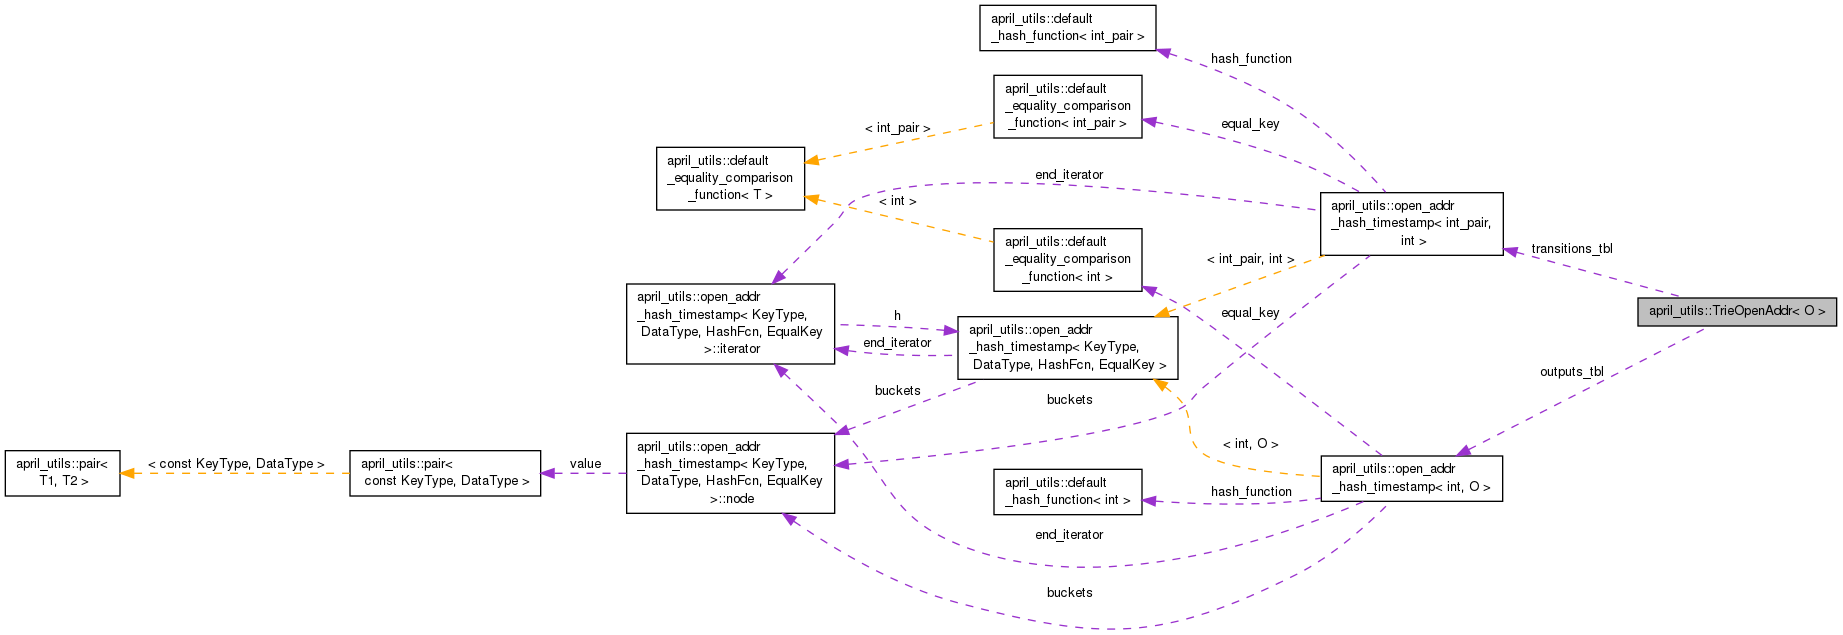 april_utils::default
_hash_function< int_pair >
hash_function
april_utils::default
_equality_comparison
_function< int_pair >
equal_key
< int_pair >
april_utils::default
_equality_comparison
_function< T >
end_iterator
< int >
april_utils::open_addr
_hash_timestamp< int_pair,
int >
april_utils::default
_equality_comparison
_function< int >
< int_pair, int >
transitions_tbl
april_utils::TrieOpenAddr< O >
april_utils::open_addr
_hash_timestamp< KeyType,
DataType, HashFcn, EqualKey
>::iterator
h
end_iterator
april_utils::open_addr
_hash_timestamp< KeyType,
DataType, HashFcn, EqualKey >
equal_key
outputs_tbl
buckets
buckets
< int, O >
april_utils::pair<
T1, T2 >
< const KeyType, DataType >
april_utils::pair<
const KeyType, DataType >
value
april_utils::open_addr
_hash_timestamp< KeyType,
DataType, HashFcn, EqualKey
>::node
april_utils::default
_hash_function< int >
hash_function
april_utils::open_addr
_hash_timestamp< int, O >
end_iterator
buckets